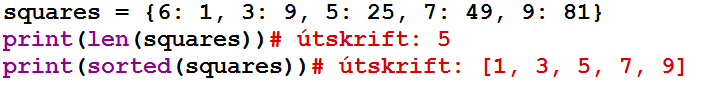 squares = {6: 1, 3: 9, 5: 25, 7: 49, 9: 81}
print(len(squares))# útskrift: 5
print(sorted(squares))# útskrift: [1, 3, 5, 7, 9]